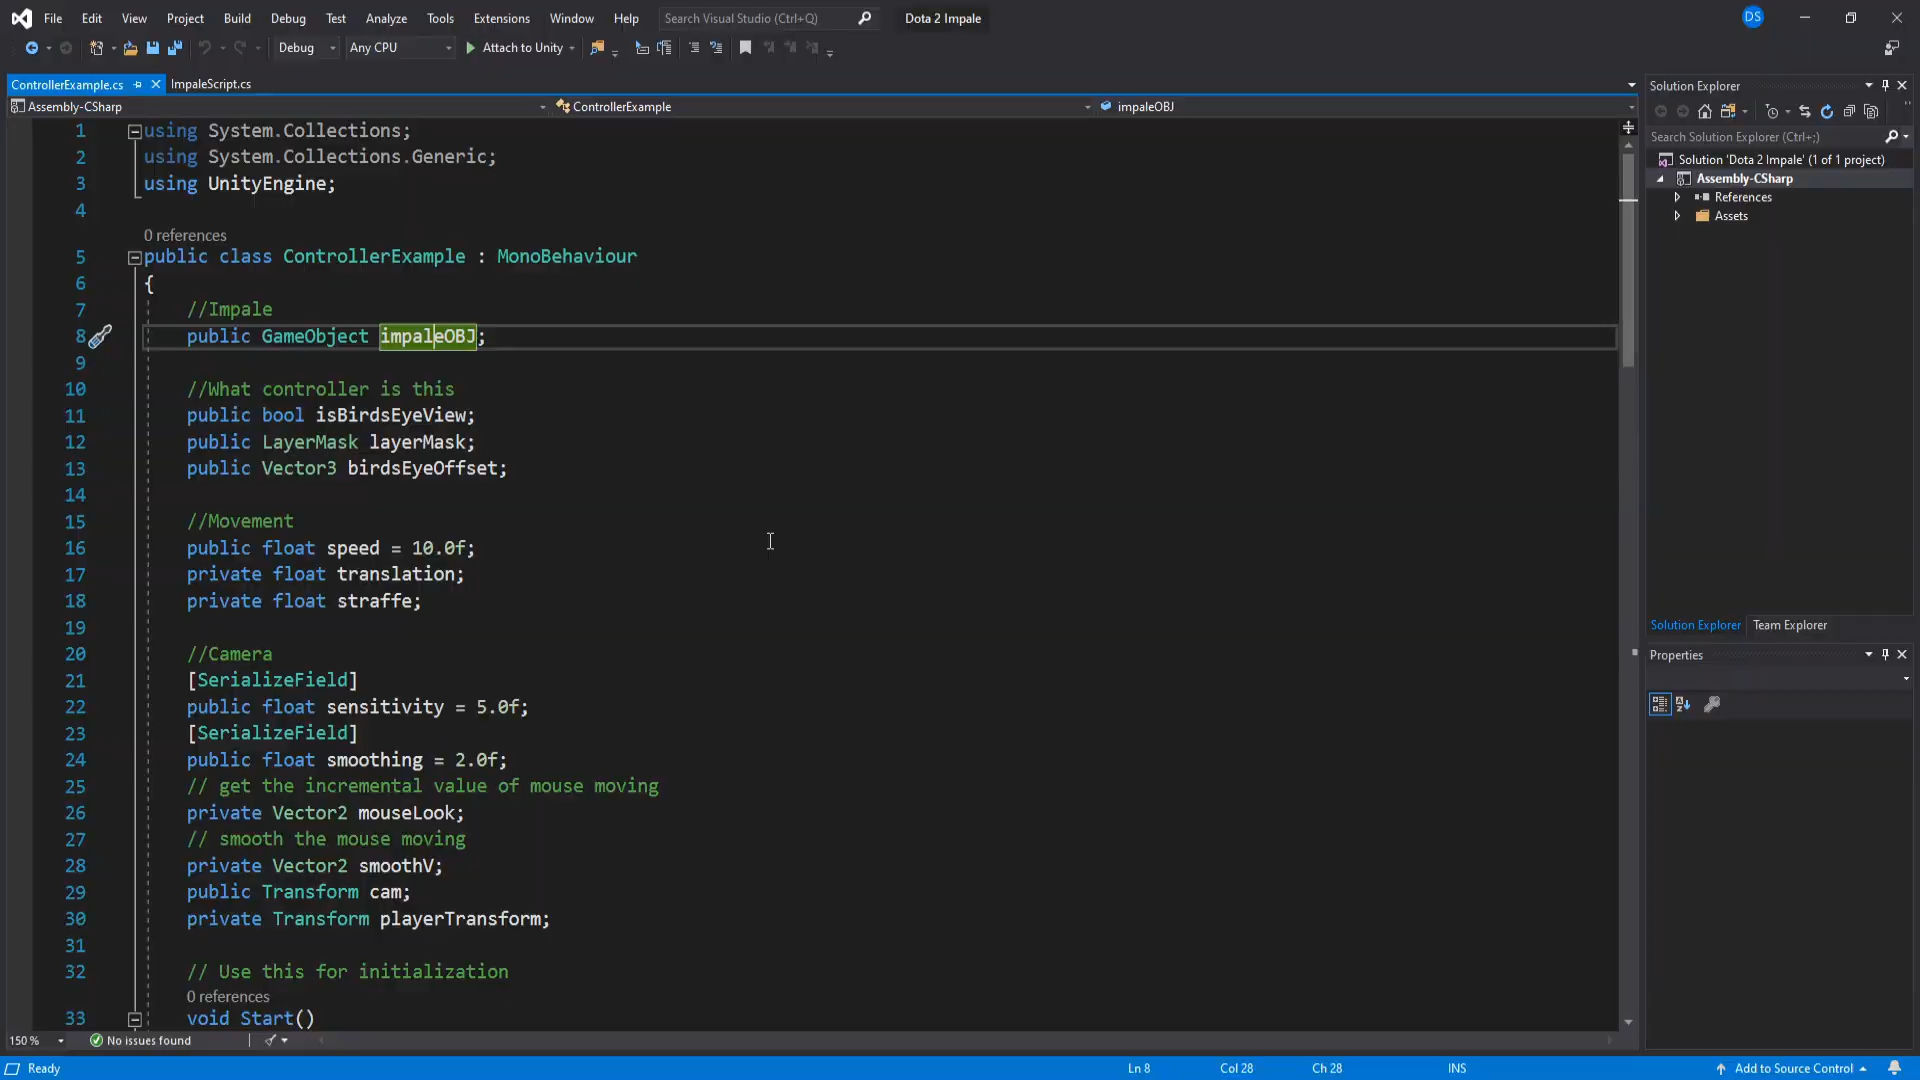 File Edit View Project Build Debug Test Analyze Tools Extensions Window Help Search Visual Studio (Ctrl+Q) Dota 2 Impale DS
Debug Any CPU Attach to Unity
ControllerExample.cs ImpaleScript.cs
Assembly-CSharp ControllerExample impaleOBJ
1 using System.Collections;
2 using System.Collections.Generic;
3 using UnityEngine;
4
0 references
5 public class ControllerExample : MonoBehaviour
6 {
7 //Impale
8 public GameObject impaleOBJ;
9
10 //What controller is this
11 public bool isBirdsEyeView;
12 public LayerMask layerMask;
13 public Vector3 birdsEyeOffset;
14
15 //Movement
16 public float speed = 10.0f;
17 private float translation;
18 private float straffe;
19
20 //Camera
21 [SerializeField]
22 public float sensitivity = 5.0f;
23 [SerializeField]
24 public float smoothing = 2.0f;
25 // get the incremental value of mouse moving
26 private Vector2 mouseLook;
27 // smooth the mouse moving
28 private Vector2 smoothV;
29 public Transform cam;
30 private Transform playerTransform;
31
32 // Use this for initialization
0 references
33 void Start()
150 % No issues found
Solution Explorer
Search Solution Explorer (Ctrl+;)
Solution 'Dota 2 Impale' (1 of 1 project)
Assembly-CSharp
References
Assets
Solution Explorer Team Explorer
Properties
Ready Ln 8 Col 28 Ch 28 INS Add to Source Control